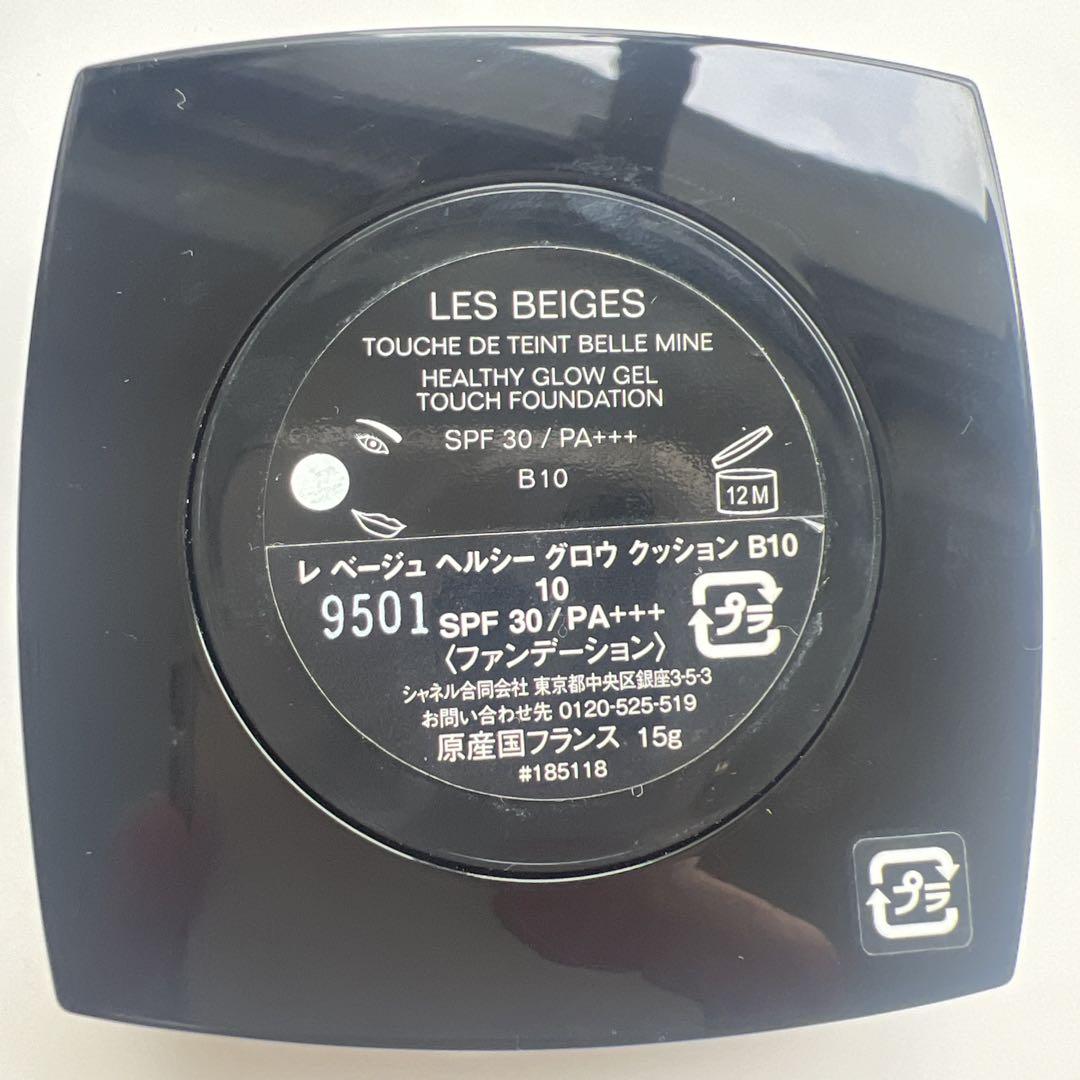 LES BEIGES
TOUCHE DE TEINT BELLE MINE
HEALTHY GLOW GEL
TOUCH FOUNDATION
SPF 30 / PA+++
B10
12 M
レ ベージュ ヘルシー グロウ クッション B10
10
9501
SPF 30/PA+++
プラ
〈ファンデーション〉
シャネル合同会社 東京都中央区銀座3-5-3
お問い合わせ先 0120-525-519
原産国フランス 15g
#185118
プラ